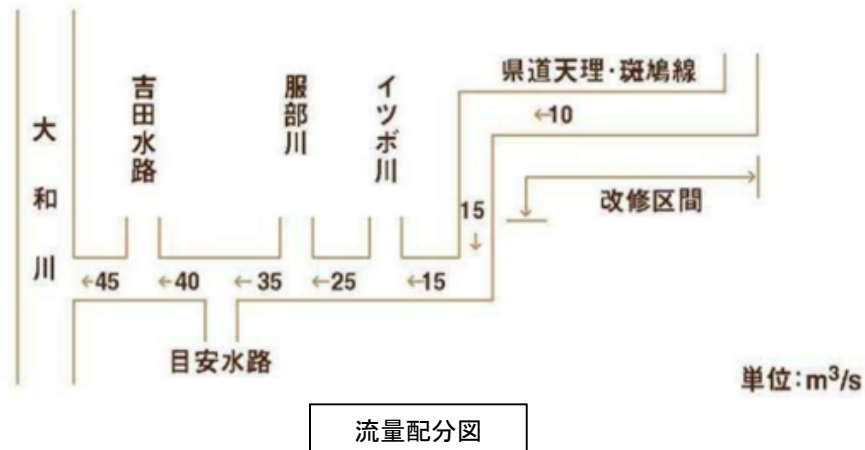 県道天理・斑鳩線
←10
吉田水路
服部川
イツボ川
大和川
改修区間
15
↓
←45
←40
←35
←25
←15
目安水路
単位:m³/s
流量配分図